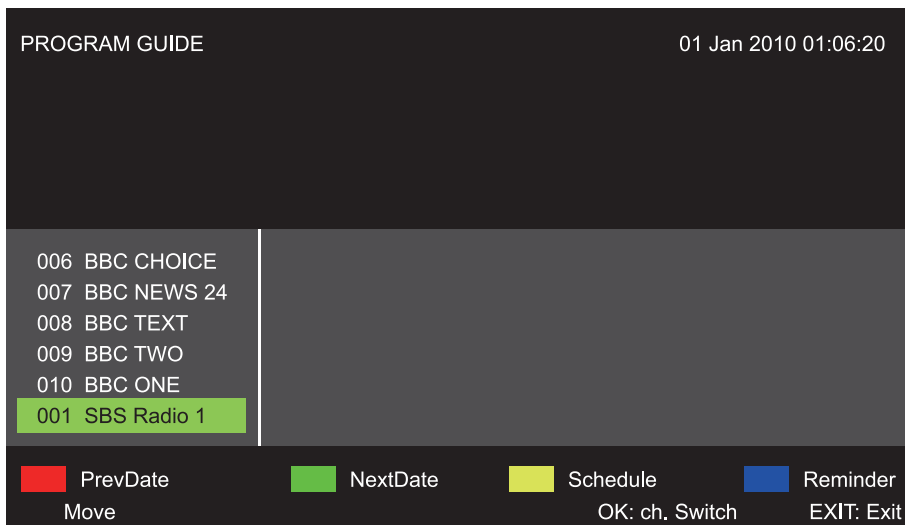 PROGRAM GUIDE 01 Jan 2010 01:06:20
006 BBC CHOICE
007 BBC NEWS 24
008 BBC TEXT
009 BBC TWO
010 BBC ONE
001 SBS Radio 1
PrevDate NextDate Schedule Reminder
Move OK: ch. Switch EXIT: Exit